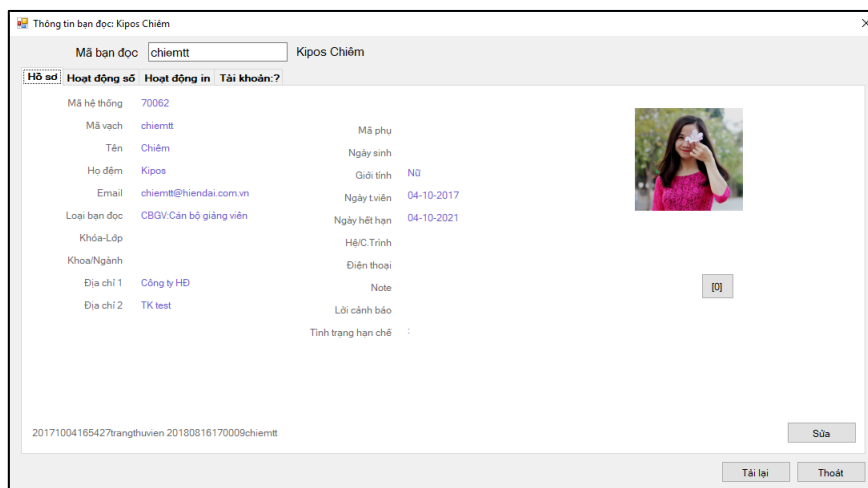 Thông tin bạn đọc: Kipos Chiêm
Mã bạn đọc chiemtt Kipos Chiêm
Hồ sơ Hoạt động số Hoạt động in Tài khoản:?
Mã hệ thống 70062
Mã vạch chiemtt
Tên Chiêm
Họ đệm Kipos
Email chiemtt@hiendai.com.vn
Loại bạn đọc CBGV:Cán bộ giảng viên
Khóa-Lớp
Khoa/Ngành
Địa chỉ 1 Công ty HĐ
Địa chỉ 2 TK test
Mã phụ
Ngày sinh
Giới tính Nữ
Ngày t.viên 04-10-2017
Ngày hết hạn 04-10-2021
Hệ/C.Trình
Điện thoại
Note
Lời cảnh báo
Tình trạng hạn chế :
[0]
20171004165427trangthuvien 20180816170009chiemtt
Sửa
Tải lại Thoát